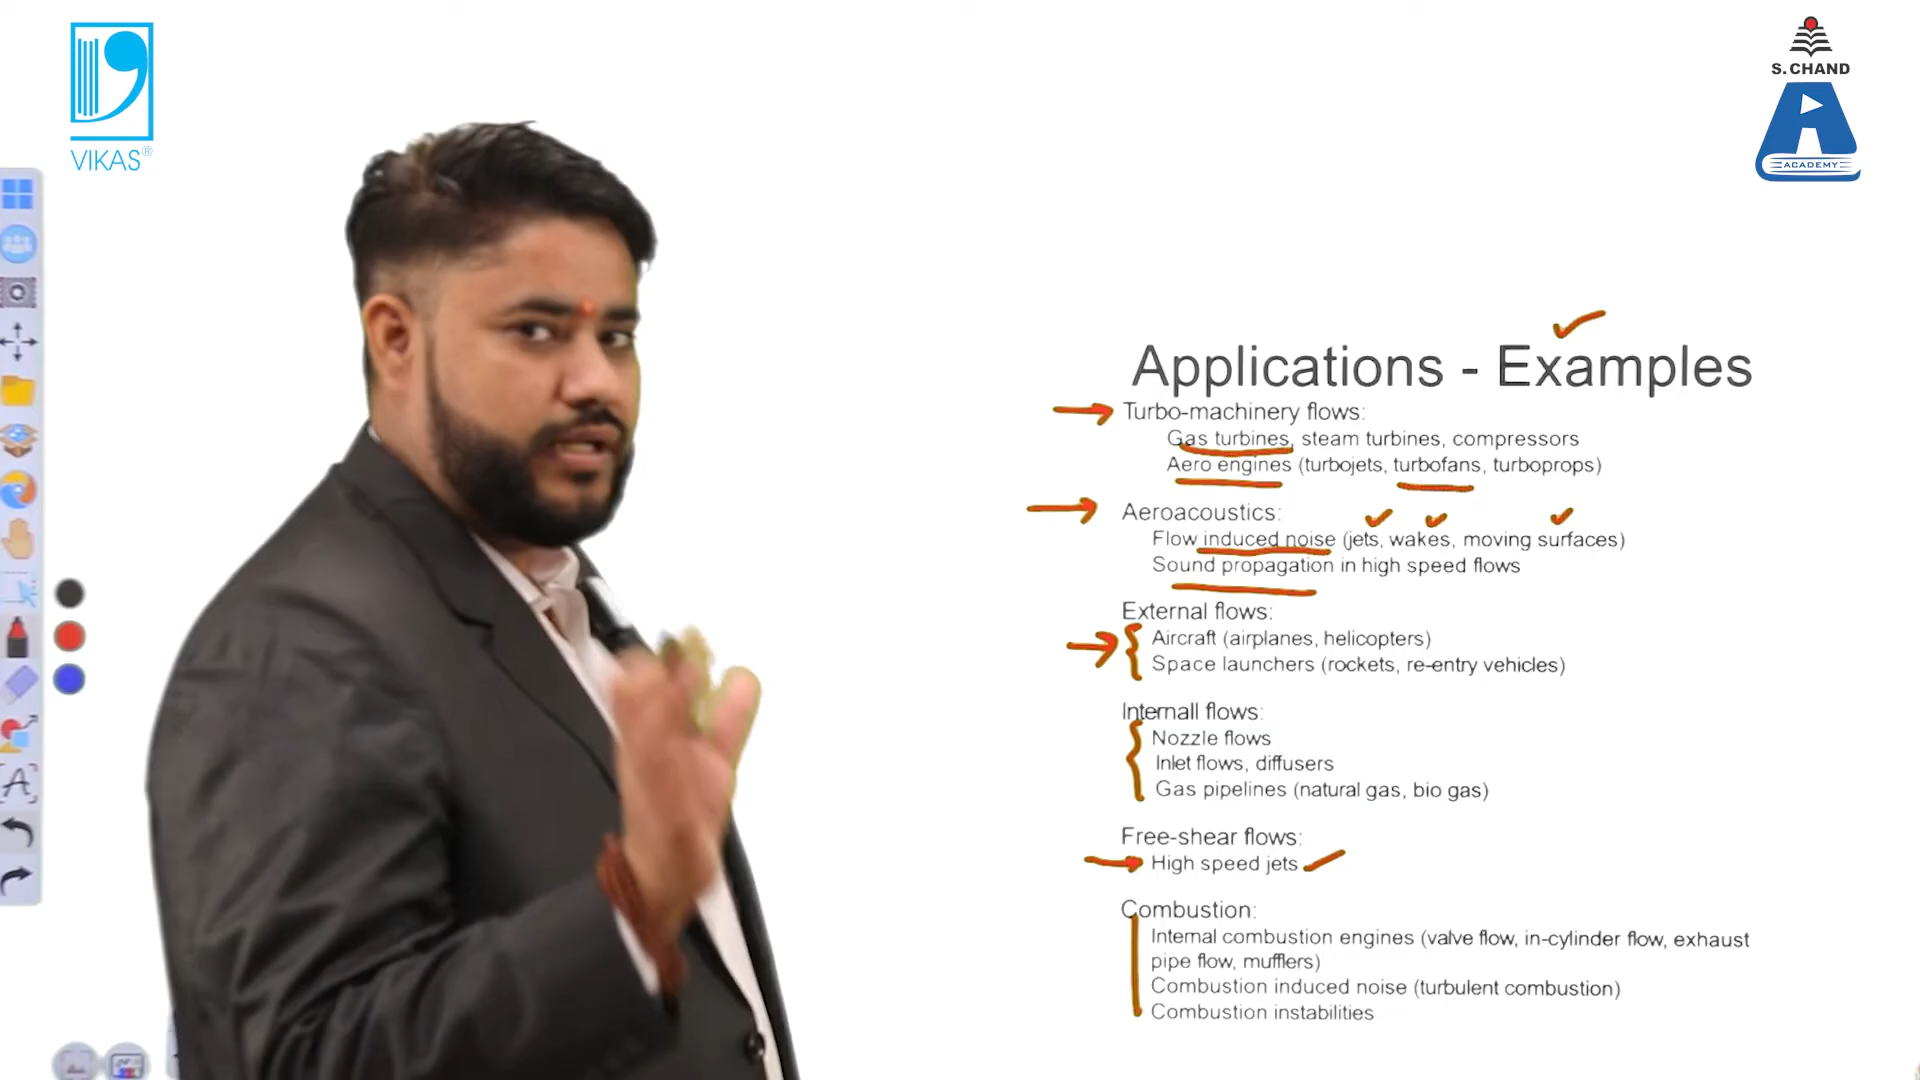 VIKAS®
S. CHAND
ACADEMY
Applications - Examples
Turbo-machinery flows:
Gas turbines, steam turbines, compressors
Aero engines (turbojets, turbofans, turboprops)
Aeroacoustics:
Flow induced noise (jets, wakes, moving surfaces)
Sound propagation in high speed flows
External flows:
Aircraft (airplanes, helicopters)
Space launchers (rockets, re-entry vehicles)
Internall flows:
Nozzle flows
Inlet flows, diffusers
Gas pipelines (natural gas, bio gas)
Free-shear flows:
High speed jets
Combustion:
Internal combustion engines (valve flow, in-cylinder flow, exhaust
pipe flow, mufflers)
Combustion induced noise (turbulent combustion)
Combustion instabilities